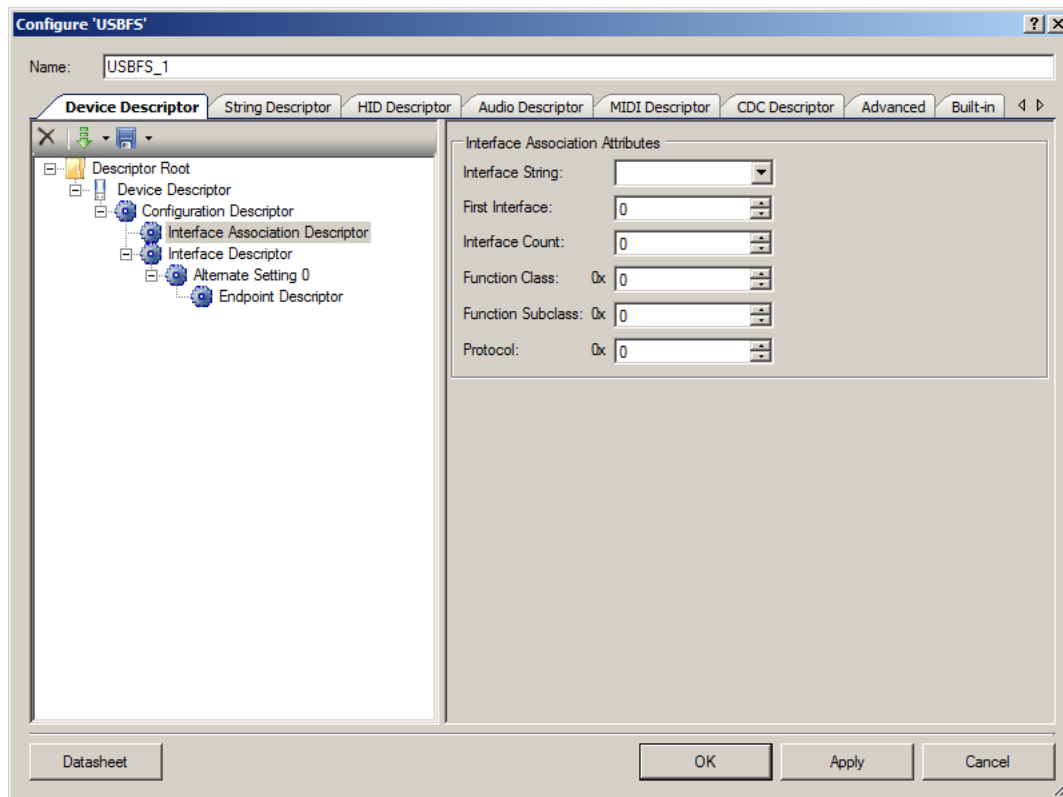 Configure 'USBFS'
Name: USBFS_1
Device Descriptor String Descriptor HID Descriptor Audio Descriptor MIDI Descriptor CDC Descriptor Advanced Built-in
Descriptor Root
Device Descriptor
Configuration Descriptor
Interface Association Descriptor
Interface Descriptor
Alternate Setting 0
Endpoint Descriptor
Interface Association Attributes
Interface String:
First Interface: 0
Interface Count: 0
Function Class: 0x 0
Function Subclass: 0x 0
Protocol: 0x 0
Datasheet OK Apply Cancel